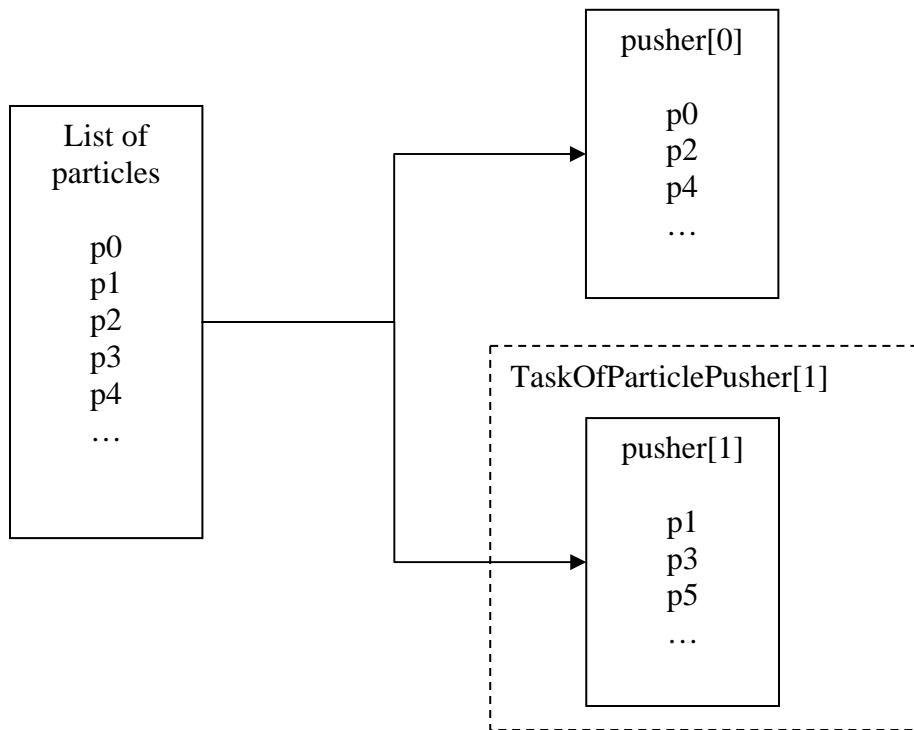 List of
particles
p0
p1
p2
p3
p4
…
pusher[0]
p0
p2
p4
…
TaskOfParticlePusher[1]
pusher[1]
p1
p3
p5
…